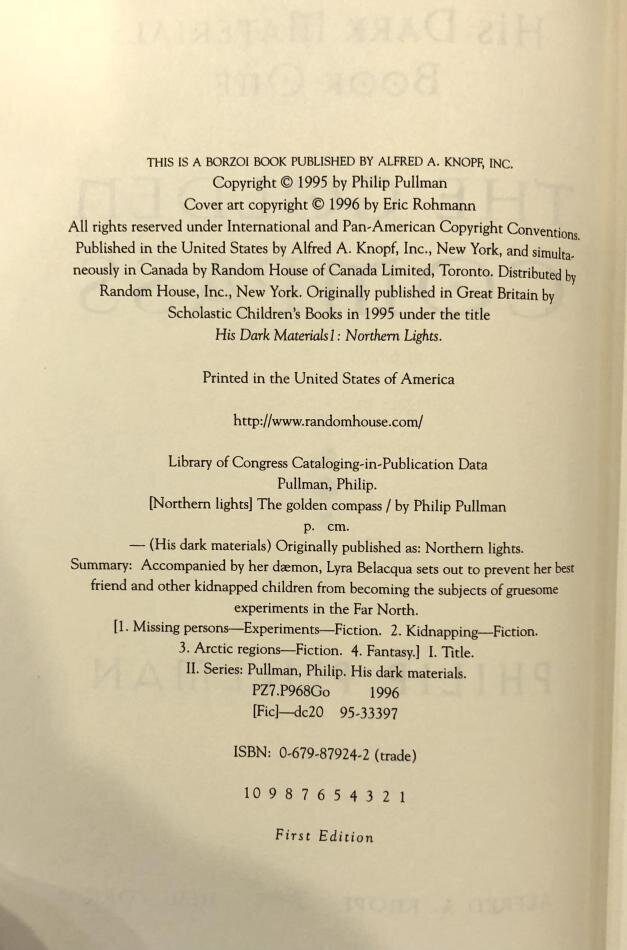 THIS IS A BORZOI BOOK PUBLISHED BY ALFRED A. KNOPF, INC.
Copyright © 1995 by Philip Pullman
Cover art copyright © 1996 by Eric Rohmann
All rights reserved under International and Pan-American Copyright Conventions.
Published in the United States by Alfred A. Knopf, Inc., New York, and simulta-
neously in Canada by Random House of Canada Limited, Toronto. Distributed by
Random House, Inc., New York. Originally published in Great Britain by
Scholastic Children's Books in 1995 under the title
His Dark Materials1: Northern Lights.
Printed in the United States of America
http://www.randomhouse.com/
Library of Congress Cataloging-in-Publication Data
Pullman, Philip.
[Northern lights] The golden compass / by Philip Pullman
p. cm.
— (His dark materials) Originally published as: Northern lights.
Summary: Accompanied by her dæmon, Lyra Belacqua sets out to prevent her best
friend and other kidnapped children from becoming the subjects of gruesome
experiments in the Far North.
[1. Missing persons—Experiments—Fiction. 2. Kidnapping—Fiction.
3. Arctic regions—Fiction. 4. Fantasy.] I. Title.
II. Series: Pullman, Philip. His dark materials.
PZ7.P968Go 1996
[Fic]—dc20 95-33397
ISBN: 0-679-87924-2 (trade)
10 9 8 7 6 5 4 3 2 1
First Edition